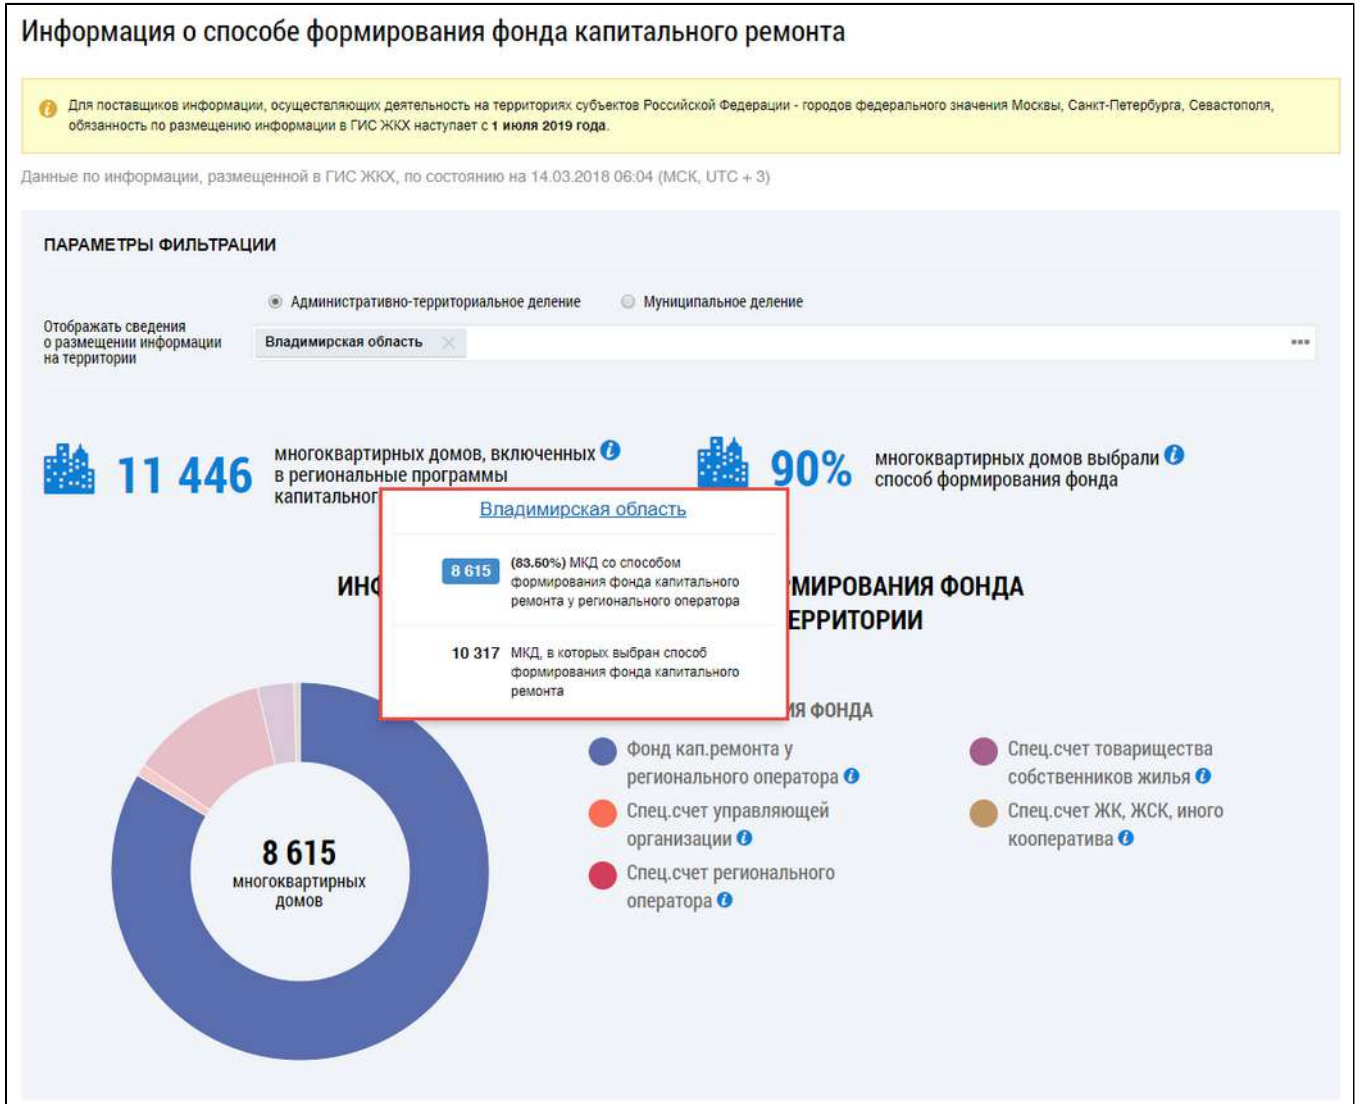 Информация о способе формирования фонда капитального ремонта
Для поставщиков информации, осуществляющих деятельность на территориях субъектов Российской Федерации - городов федерального значения Москвы, Санкт-Петербурга, Севастополя,
обязанность по размещению информации в ГИС ЖКХ наступает с 1 июля 2019 года.
Данные по информации, размещенной в ГИС ЖКХ, по состоянию на 14.03.2018 06:04 (МСК, UTC + 3)
ПАРАМЕТРЫ ФИЛЬТРАЦИИ
Административно-территориальное деление
Муниципальное деление
Отображать сведения
о размещении информации
на территории
Владимирская область
11 446
многоквартирных домов, включенных
в региональные программы
капитальног
90%
многоквартирных домов выбрали
способ формирования фонда
Владимирская область
8 615
(83.50%) МКД со способом
формирования фонда капитального
ремонта у регионального оператора
10 317
МКД, в которых выбран способ
формирования фонда капитального
ремонта
МИРОВАНИЯ ФОНДА
ЕРРИТОРИИ
ИЯ ФОНДА
8 615
многоквартирных
домов
Фонд кап.ремонта у
регионального оператора
Спец.счет управляющей
организации
Спец.счет регионального
оператора
Спец.счет товарищества
собственников жилья
Спец.счет ЖК, ЖСК, иного
кооператива